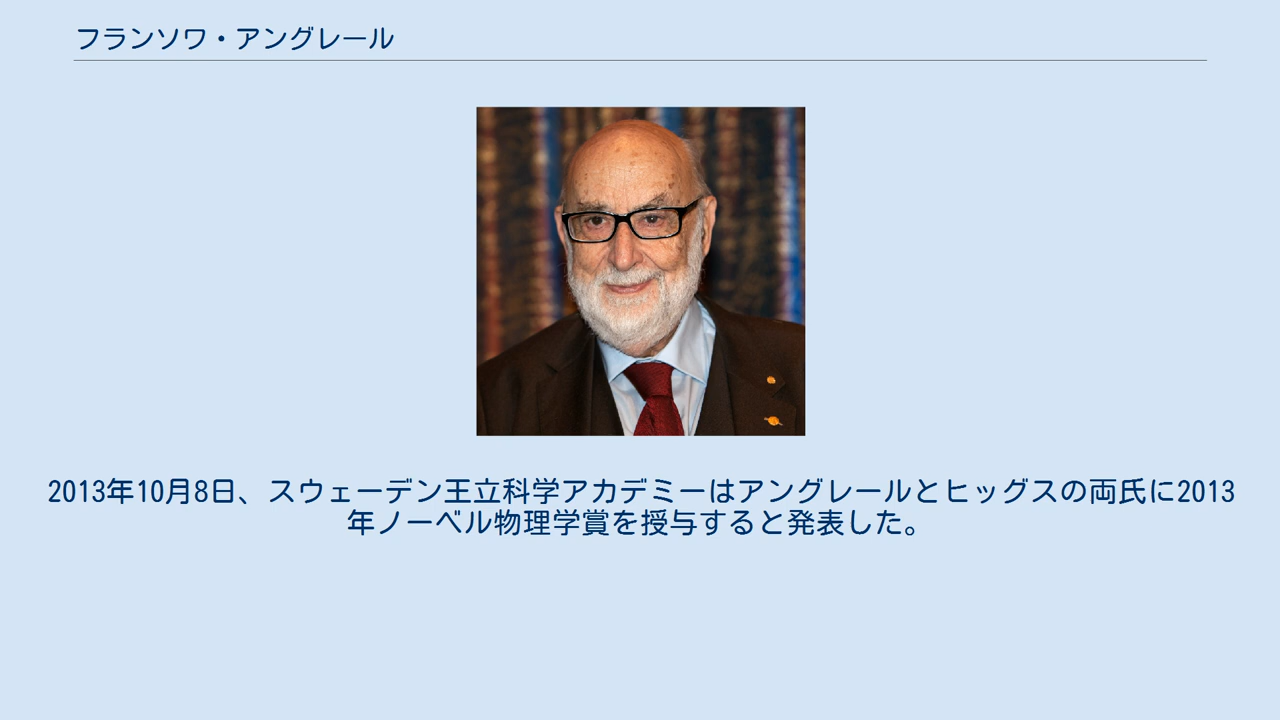 フランソワ・アングレール
2013年10月8日、スウェーデン王立科学アカデミーはアングレールとヒッグスの両氏に2013
年ノーベル物理学賞を授与すると発表した。